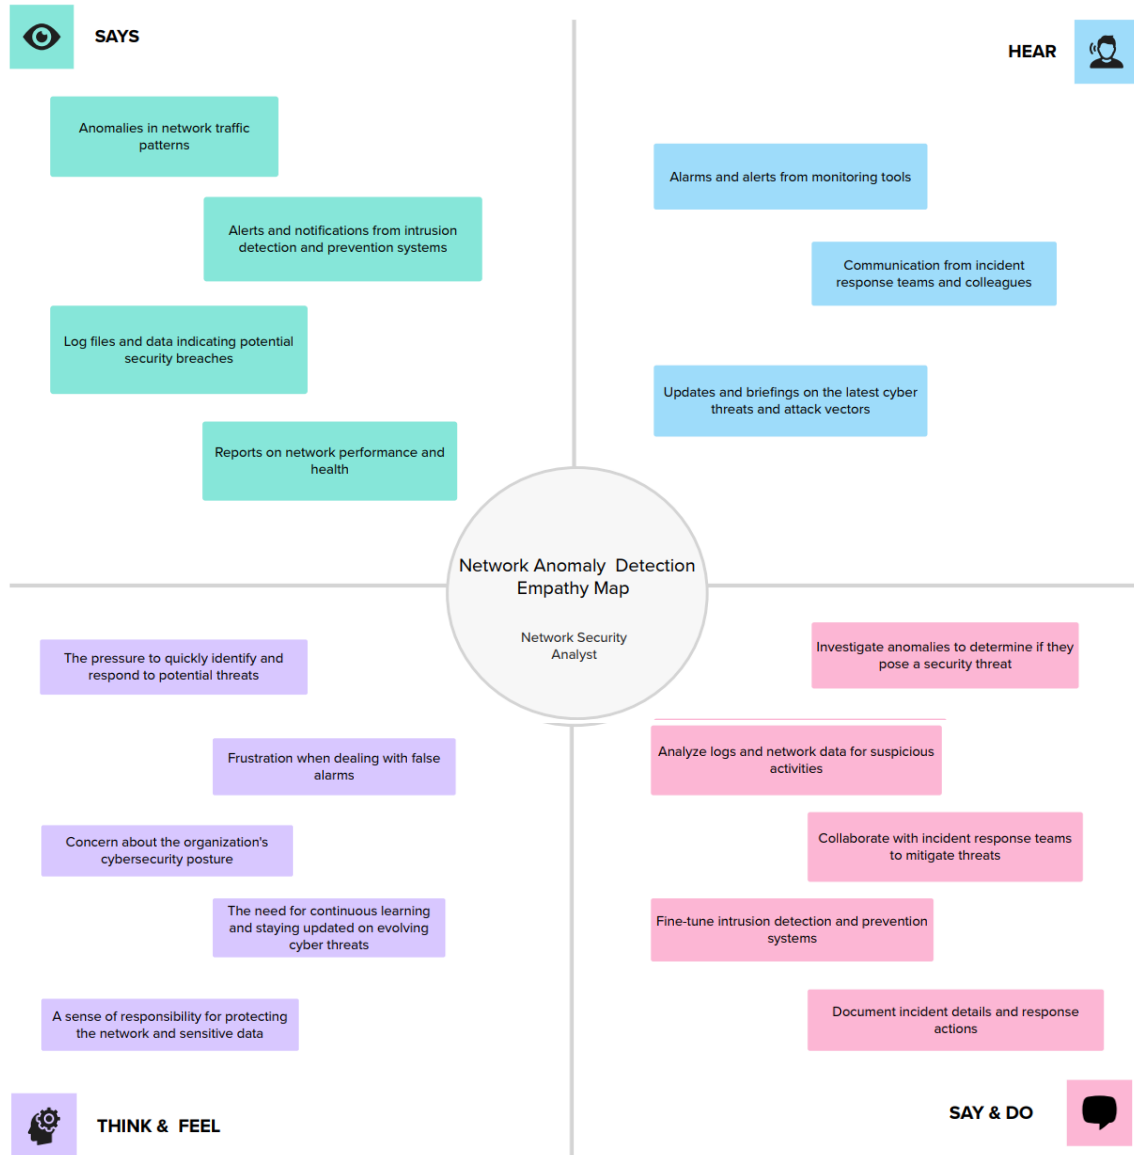 SAYS
Anomalies in network traffic
patterns
Alerts and notifications from intrusion
detection and prevention systems
Log files and data indicating potential
security breaches
Reports on network performance and
health
HEAR
Alarms and alerts from monitoring tools
Communication from incident
response teams and colleagues
Updates and briefings on the latest cyber
threats and attack vectors
Network Anomaly  Detection
Empathy Map
Network Security
Analyst
The pressure to quickly identify and
respond to potential threats
Frustration when dealing with false
alarms
Concern about the organization's
cybersecurity posture
The need for continuous learning
and staying updated on evolving
cyber threats
A sense of responsibility for protecting
the network and sensitive data
THINK &  FEEL
Investigate anomalies to determine if they
pose a security threat
Analyze logs and network data for suspicious
activities
Collaborate with incident response teams
to mitigate threats
Fine-tune intrusion detection and prevention
systems
Document incident details and response
actions
SAY & DO